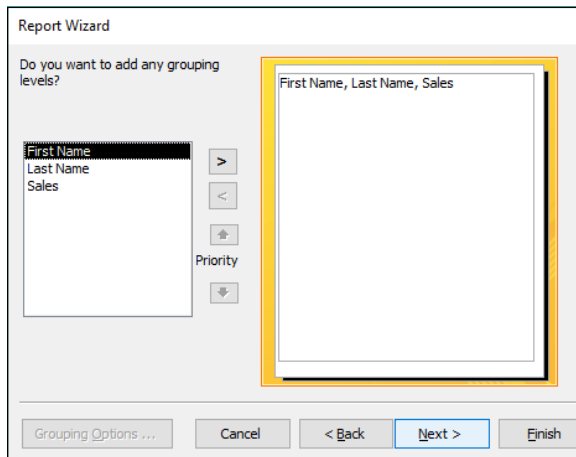 Report Wizard
Do you want to add any grouping
levels?
First Name, Last Name, Sales
First Name
Last Name
Sales
>
<
Priority
Grouping Options ...
Cancel
< Back
Next >
Finish